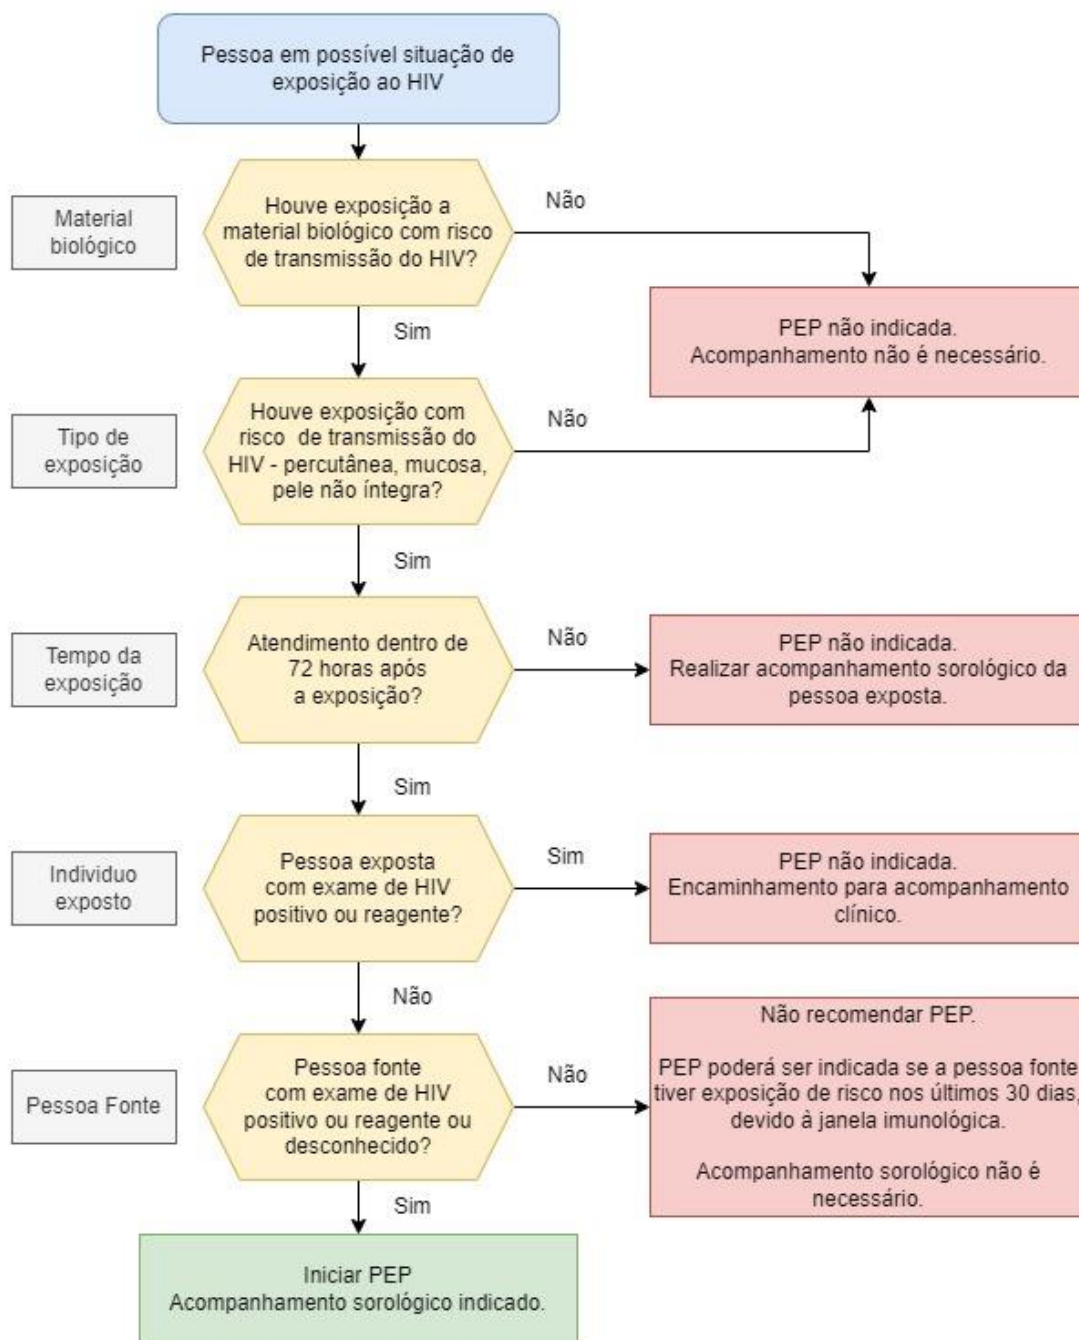 Pessoa em possível situação de
exposição ao HIV
Material
biológico
Houve exposição a
material biológico com risco
de transmissão do HIV?
Não
Sim
PEP não indicada.
Acompanhamento não é necessário.
Tipo de
exposição
Houve exposição com
risco de transmissão do
HIV - percutânea, mucosa,
pele não íntegra?
Não
Sim
Tempo da
exposição
Atendimento dentro de
72 horas após
a exposição?
Não
PEP não indicada.
Realizar acompanhamento sorológico da
pessoa exposta.
Sim
Individuo
exposto
Pessoa exposta
com exame de HIV
positivo ou reagente?
Sim
PEP não indicada.
Encaminhamento para acompanhamento
clínico.
Não
Pessoa Fonte
Pessoa fonte
com exame de HIV
positivo ou reagente ou
desconhecido?
Não
Não recomendar PEP.
PEP poderá ser indicada se a pessoa fonte
tiver exposição de risco nos últimos 30 dias,
devido à janela imunológica.
Acompanhamento sorológico não é
necessário.
Sim
Iniciar PEP
Acompanhamento sorológico indicado.